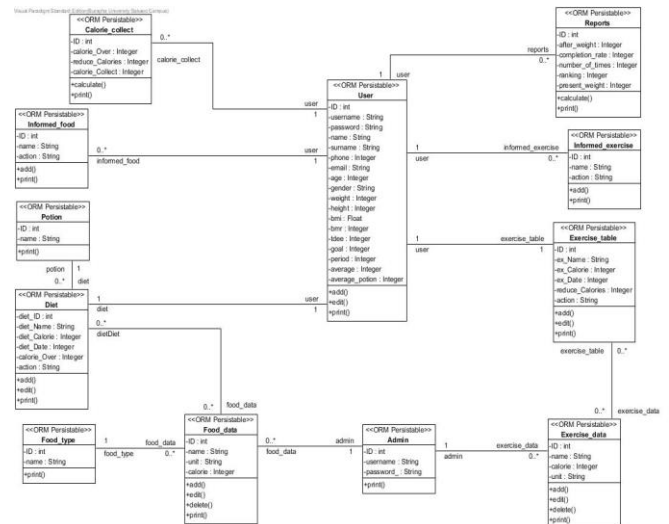 Visual Paradigm Standard
<<ORM Persistable>>
Calorie_collect
-ID : int
-calorie_Over : Integer
-reduce_Calories : Integer
-calorie_Collect : Integer
+calculate()
+print()
0..*
calorie_collect
user
1
<<ORM Persistable>>
Reports
-ID : int
-after_weight : Integer
-completion_rate : Integer
-number_of_times : Integer
-ranking : Integer
-present_weight : Integer
+calculate()
+print()
reports
0..*
1
user
<<ORM Persistable>>
User
-ID : int
-username : String
-password : String
-name : String
-surname : String
-phone : Integer
-email : String
-age : Integer
-gender : String
-weight : Integer
-height : Integer
-bmi : Float
-bmr : Integer
-tdee : Integer
-goal : Integer
-period : Integer
-average : Integer
-average_potion : Integer
+add()
+edit()
+print()
<<ORM Persistable>>
Informed_food
-ID : int
-name : String
-action : String
+add()
+print()
0..*
informed_food
user
1
<<ORM Persistable>>
Informed_exercise
-ID : int
-name : String
-action : String
+add()
+print()
1
user
informed_exercise
0..*
<<ORM Persistable>>
Potion
-ID : int
-name : String
+print()
potion
1
0..*
diet
<<ORM Persistable>>
Exercise_table
-ID : int
-ex_Name : String
-ex_Calorie : Integer
-ex_Date : Integer
-reduce_Calories : Integer
-action : String
+add()
+edit()
+print()
1
user
exercise_table
1
<<ORM Persistable>>
Diet
-diet_ID : int
-diet_Name : String
-diet_Calorie : Integer
-diet_Date : Integer
-calorie_Over : Integer
-action : String
+add()
+edit()
+print()
1
diet
user
1
0..*
dietDiet
exercise_table
0..*
0..*
food_data
0..*
exercise_data
<<ORM Persistable>>
Food_type
-ID : int
-name : String
+print()
1
food_type
food_data
0..*
<<ORM Persistable>>
Food_data
-ID : int
-name : String
-unit : String
-calorie : Integer
+add()
+edit()
+delete()
+print()
0..*
food_data
admin
1
<<ORM Persistable>>
Admin
-ID : int
-username : String
-password_ : String
+print()
1
admin
exercise_data
0..*
<<ORM Persistable>>
Exercise_data
-ID : int
-name : String
-calorie : Integer
-unit : String
+add()
+edit()
+delete()
+print()